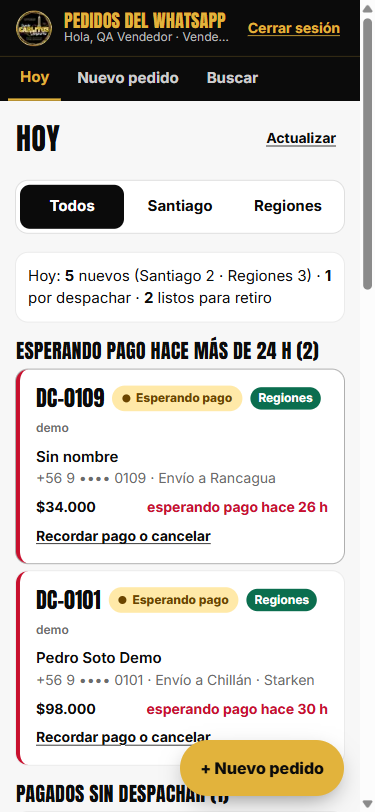 PEDIDOS DEL WHATSAPP
Hola, QA Vendedor · Vende...
Cerrar sesión
Hoy Nuevo pedido Buscar
HOY
Actualizar
Todos Santiago Regiones
Hoy: 5 nuevos (Santiago 2 · Regiones 3) · 1
por despachar · 2 listos para retiro
ESPERANDO PAGO HACE MÁS DE 24 H (2)
DC-0109 Esperando pago Regiones
demo
Sin nombre
+56 9 •••• 0109 · Envío a Rancagua
$34.000 esperando pago hace 26 h
Recordar pago o cancelar
DC-0101 Esperando pago Regiones
demo
Pedro Soto Demo
+56 9 •••• 0101 · Envío a Chillán · Starken
$98.000 esperando pago hace 30 h
Recordar pago o cancelar
+ Nuevo pedido
PAGADOS SIN DESPACHAR (1)